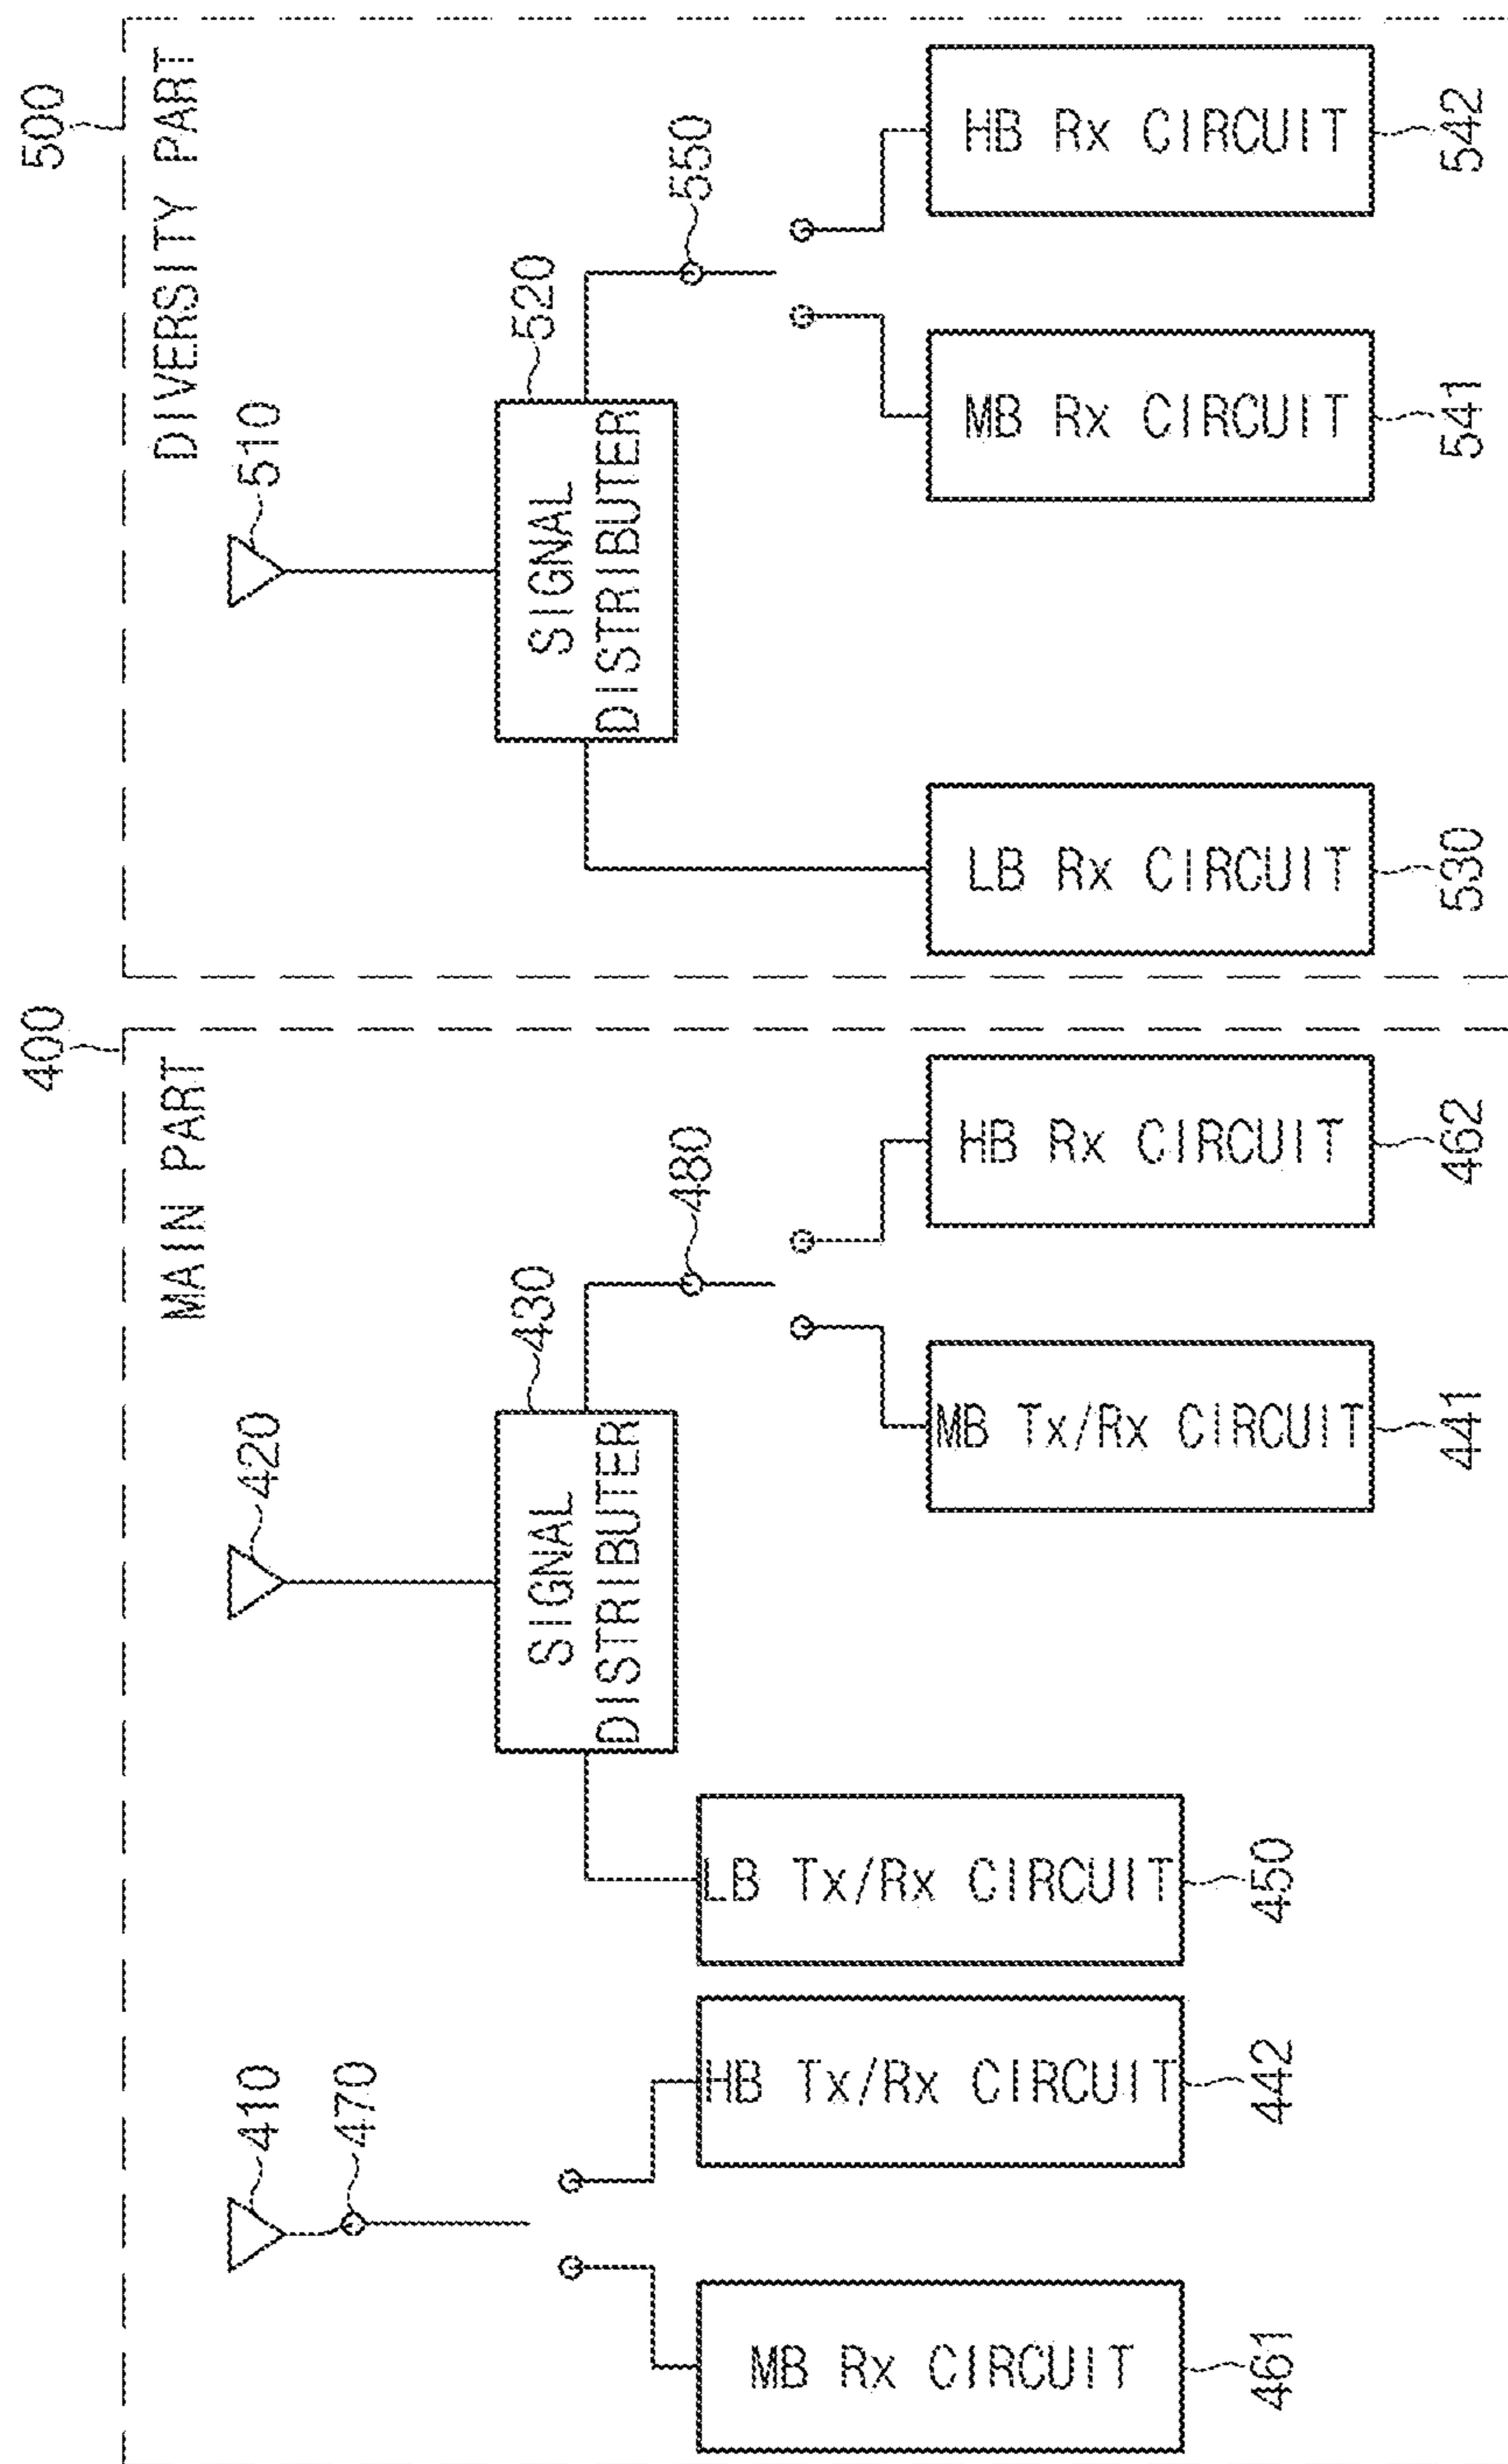 400
MAIN PART
410
470
420
430
480
SIGNAL
DISTRIBUTER
MB Rx CIRCUIT
461
HB Tx/Rx CIRCUIT
442
LB Tx/Rx CIRCUIT
450
MB Tx/Rx CIRCUIT
441
HB Rx CIRCUIT
462
500
DIVERSITY PART
510
520
550
SIGNAL
DISTRIBUTER
LB Rx CIRCUIT
530
MB Rx CIRCUIT
541
HB Rx CIRCUIT
542